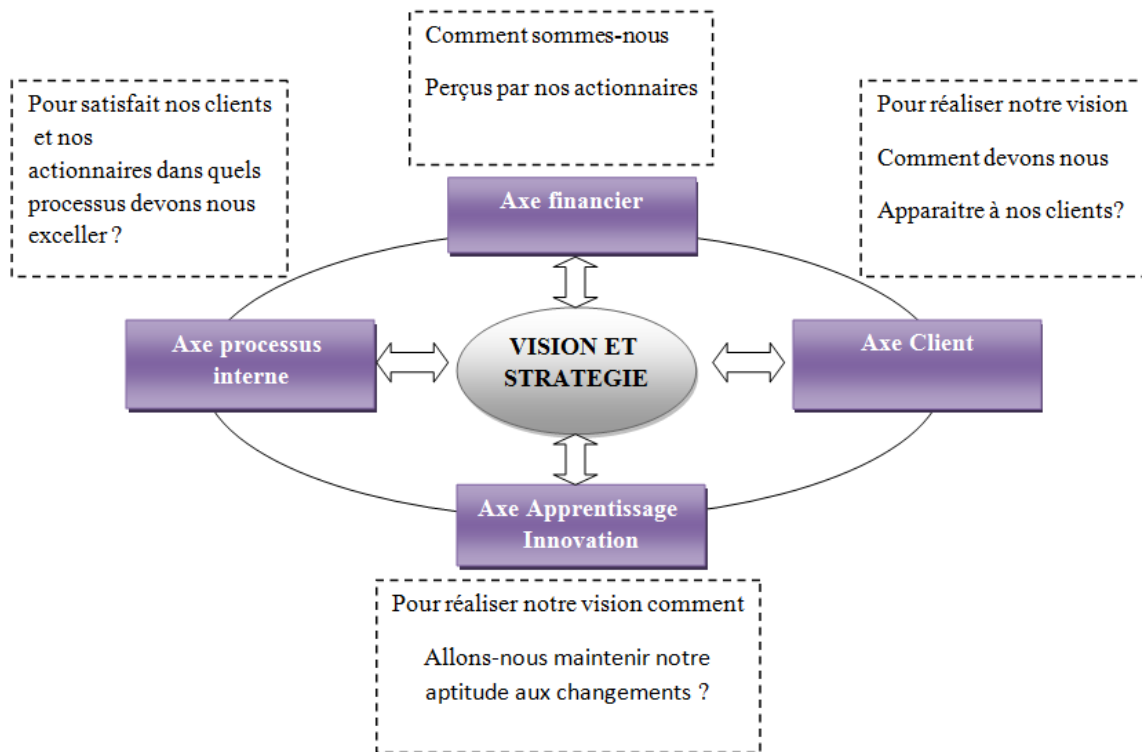 Comment sommes-nous
Perçus par nos actionnaires
Pour satisfait nos clients
et nos
actionnaires dans quels
processus devons nous
exceller ?
Pour réaliser notre vision
Comment devons nous
Apparaitre à nos clients?
Axe financier
Axe processus
interne
VISION ET
STRATEGIE
Axe Client
Axe Apprentissage
Innovation
Pour réaliser notre vision comment
Allons-nous maintenir notre
aptitude aux changements ?